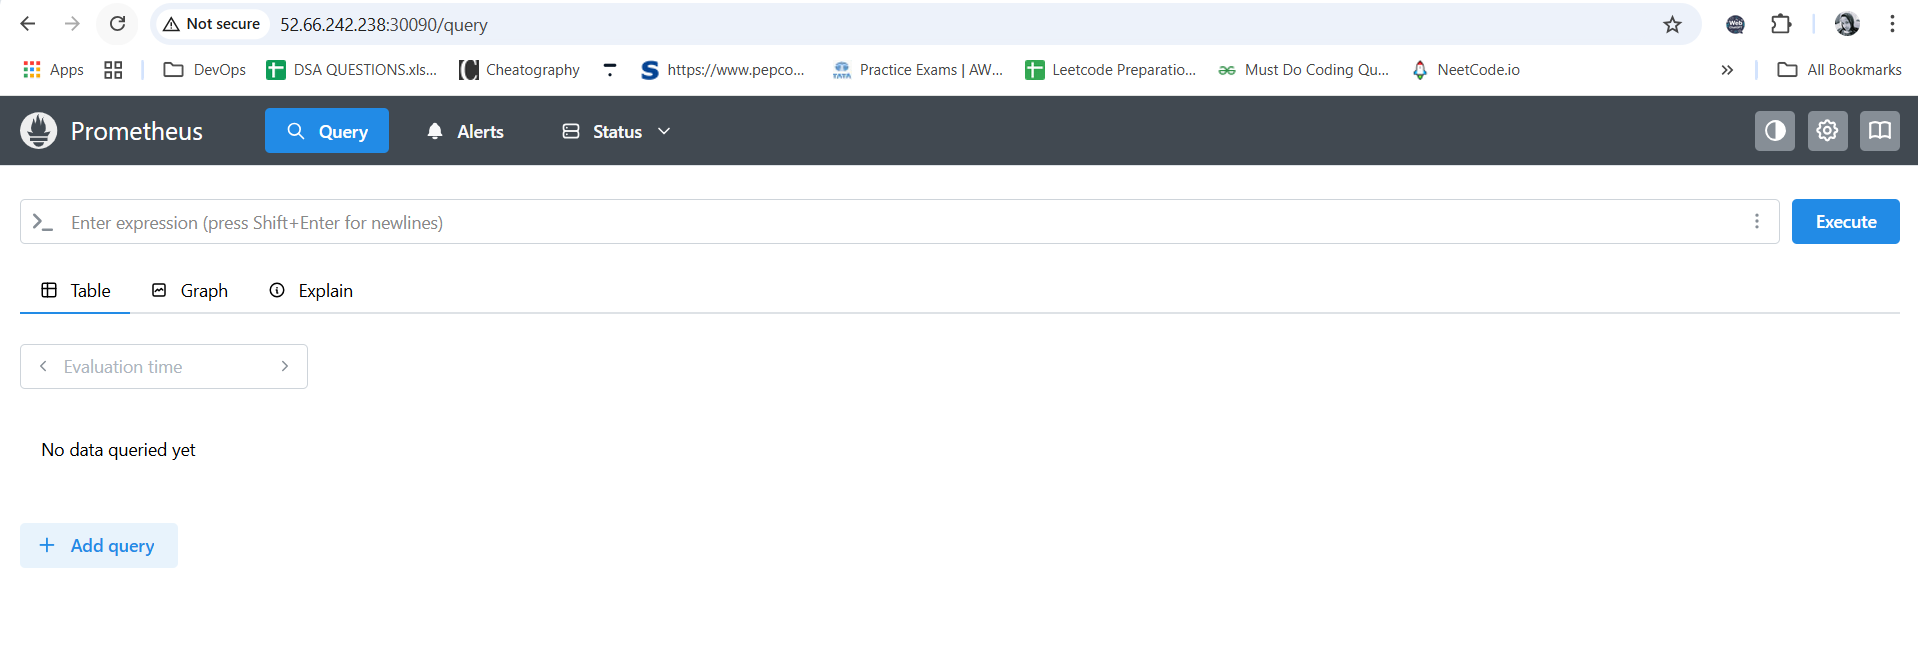 Not secure 52.66.242.238:30090/query
Apps DevOps DSA QUESTIONS.xls... Cheatography https://www.pepco... Practice Exams | AW... Leetcode Preparatio... Must Do Coding Qu... NeetCode.io All Bookmarks
Prometheus Query Alerts Status
Enter expression (press Shift+Enter for newlines) Execute
Table Graph Explain
Evaluation time
No data queried yet
Add query